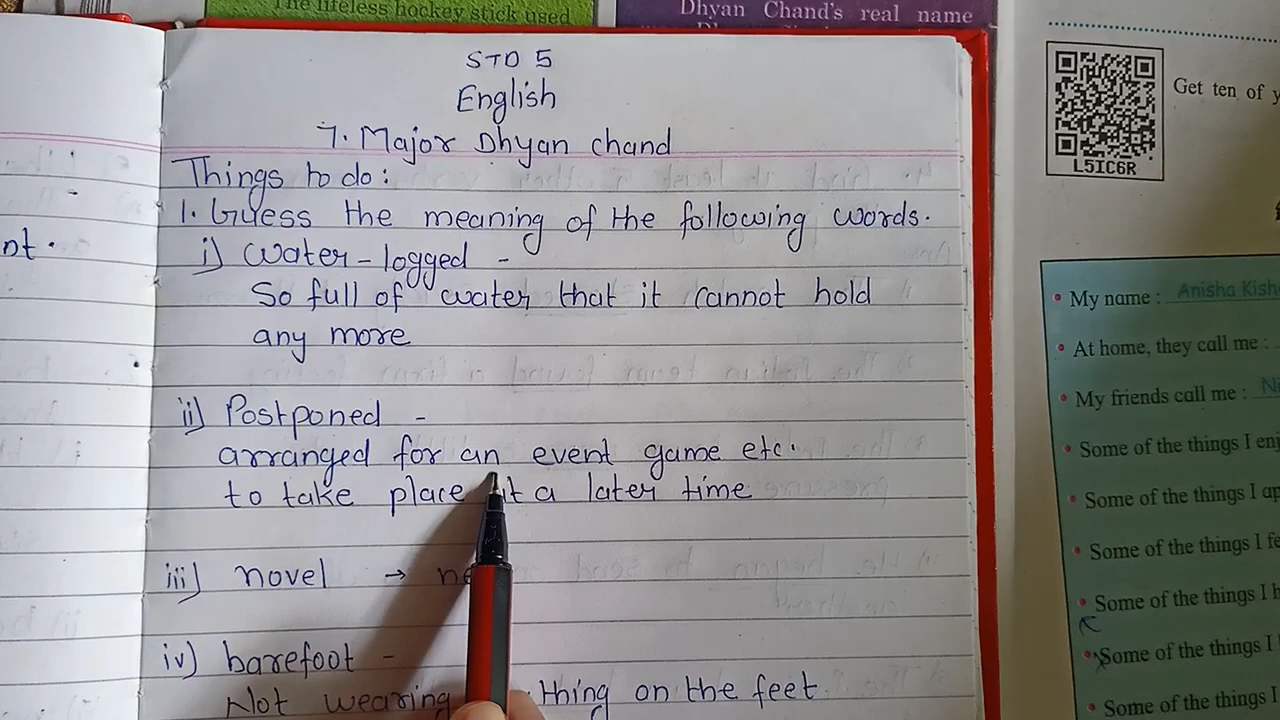 The lifeless hockey stick used
Dhyan Chand's real name
STD 5
English
7. Major Dhyan chand
Things to do:
1. Guess the meaning of the following words.
i) Water-logged -
So full of water that it cannot hold
any more
ii) Postponed -
arranged for an event game etc.
to take place at a later time
iii) novel →
iv) barefoot -
Not wearing thing on the feet
nt.
Get ten of y
L5IC6R
My name : Anisha Kish
At home, they call me :
My friends call me : Ni
Some of the things I enj
Some of the things I ap
Some of the things I fe
Some of the things I h
Some of the things I
Some of the things I